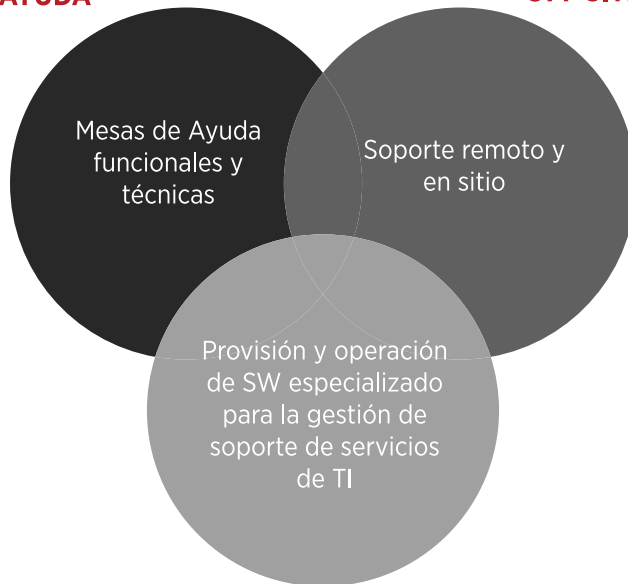 AYUDA
Mesas de Ayuda
funcionales y
técnicas
Soporte remoto y
en sitio
Provisión y operación
de SW especializado
para la gestión de
soporte de servicios
de TI